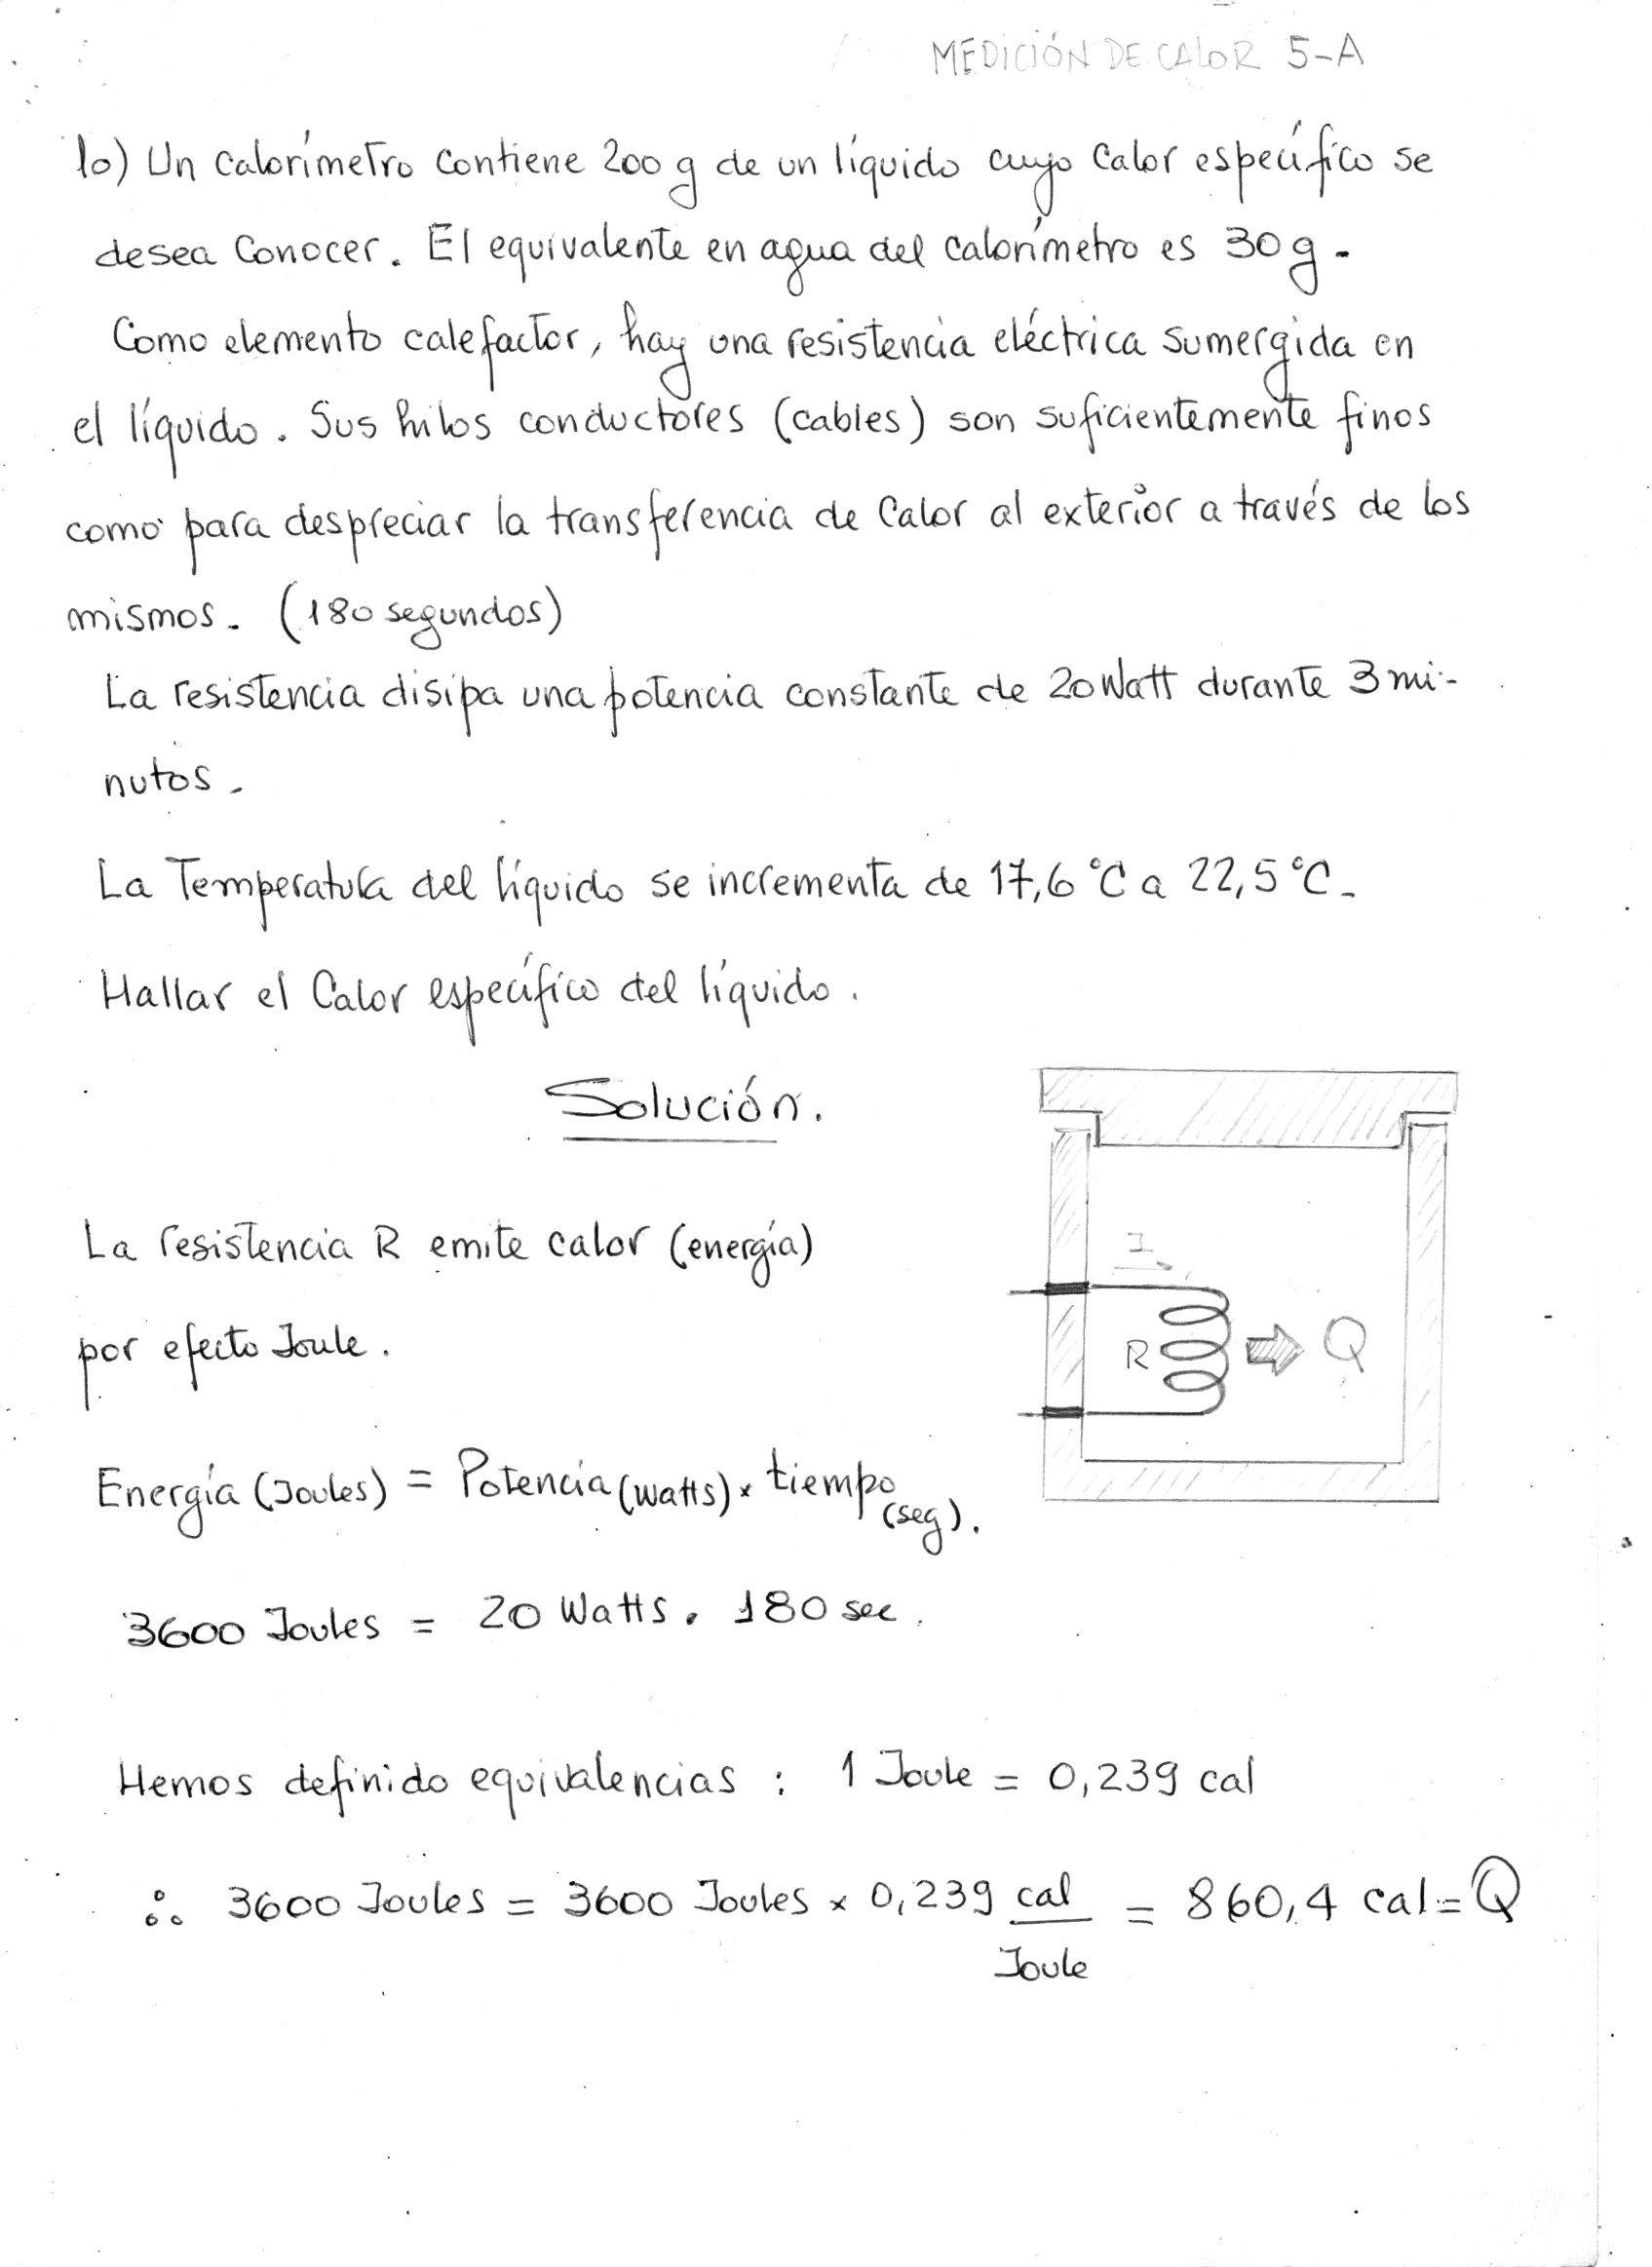 MEDICIÓN DE CALOR 5-A
10) Un calorímetro contiene 200 g de un líquido cuyo calor específico se
desea conocer. El equivalente en agua del calorímetro es 30 g.
Como elemento calefactor, hay una resistencia eléctrica sumergida en
el líquido. Sus hilos conductores (cables) son suficientemente finos
como para despreciar la transferencia de calor al exterior a través de los
mismos. (180 segundos)
La resistencia disipa una potencia constante de 20 Watt durante 3 mi-
nutos.
La Temperatura del líquido se incrementa de 17,6 °C a 22,5 °C.
Hallar el Calor específico del líquido.
Solución.
La resistencia R emite calor (energía)
por efecto Joule.
I
R
Q
Energía (Joules) = Potencia (watts) x tiempo (seg).
3600 Joules = 20 Watts . 180 sec.
Hemos definido equivalencias : 1 Joule = 0,239 cal
∴ 3600 Joules = 3600 Joules x 0,239 cal/Joule = 860,4 cal = Q